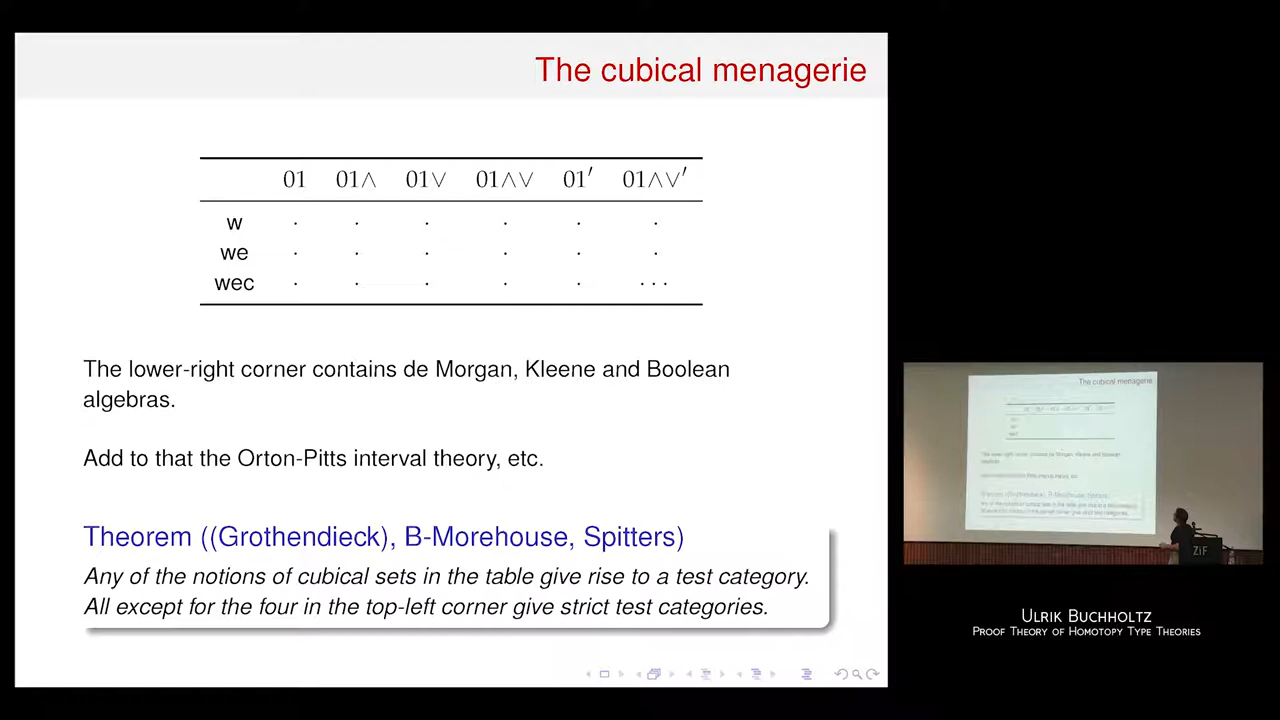 The cubical menagerie
01 01∧ 01∨ 01∧∨ 01′ 01∧∨′
w · · · · · ·
we · · · · · ·
wec · · · · · · · ·
The lower-right corner contains de Morgan, Kleene and Boolean
algebras.
Add to that the Orton-Pitts interval theory, etc.
Theorem ((Grothendieck), B-Morehouse, Spitters)
Any of the notions of cubical sets in the table give rise to a test category.
All except for the four in the top-left corner give strict test categories.
The cubical menagerie
ZiF
Ulrik Buchholtz
Proof Theory of Homotopy Type Theories